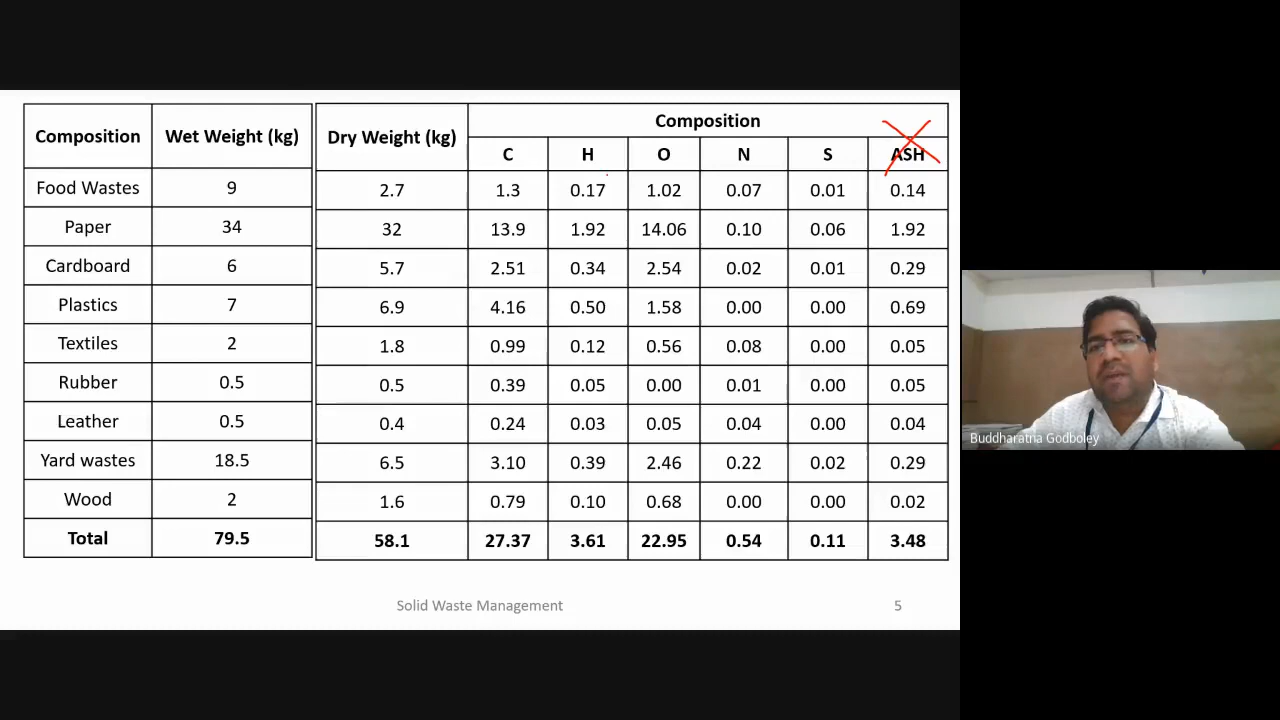 Composition Wet Weight (kg) Dry Weight (kg) Composition
C H O N S ASH
Food Wastes 9 2.7 1.3 0.17 1.02 0.07 0.01 0.14
Paper 34 32 13.9 1.92 14.06 0.10 0.06 1.92
Cardboard 6 5.7 2.51 0.34 2.54 0.02 0.01 0.29
Plastics 7 6.9 4.16 0.50 1.58 0.00 0.00 0.69
Textiles 2 1.8 0.99 0.12 0.56 0.08 0.00 0.05
Rubber 0.5 0.5 0.39 0.05 0.00 0.01 0.00 0.05
Leather 0.5 0.4 0.24 0.03 0.05 0.04 0.00 0.04
Yard wastes 18.5 6.5 3.10 0.39 2.46 0.22 0.02 0.29
Wood 2 1.6 0.79 0.10 0.68 0.00 0.00 0.02
Total 79.5 58.1 27.37 3.61 22.95 0.54 0.11 3.48
Solid Waste Management 5
Buddharatna Godboley